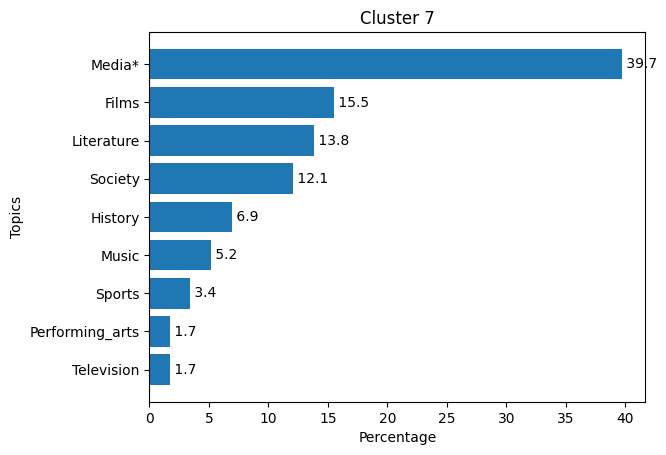 Cluster 7
Topics
Media* 39.7
Films 15.5
Literature 13.8
Society 12.1
History 6.9
Music 5.2
Sports 3.4
Performing_arts 1.7
Television 1.7
0 5 10 15 20 25 30 35 40
Percentage